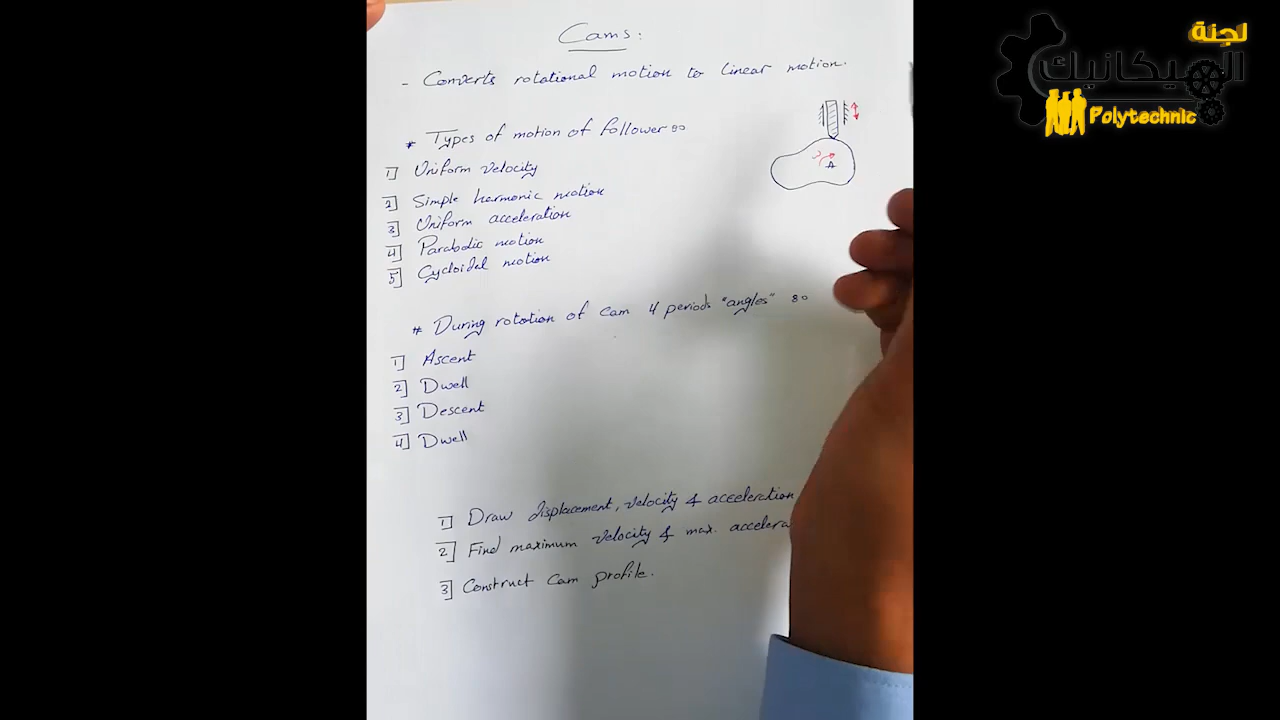 Cams:
- Converts rotational motion to linear motion.
* Types of motion of follower :
1] Uniform velocity
2] Simple harmonic motion
3] Uniform acceleration
4] Parabolic motion
5] Cycloidal motion
A
# During rotation of cam 4 periods "angles" :
1] Ascent
2] Dwell
3] Descent
4] Dwell
1] Draw displacement, velocity & acceleration
2] Find maximum velocity & max. accelera
3] Construct cam profile.
لجنة
الميكانيك
Polytechnic